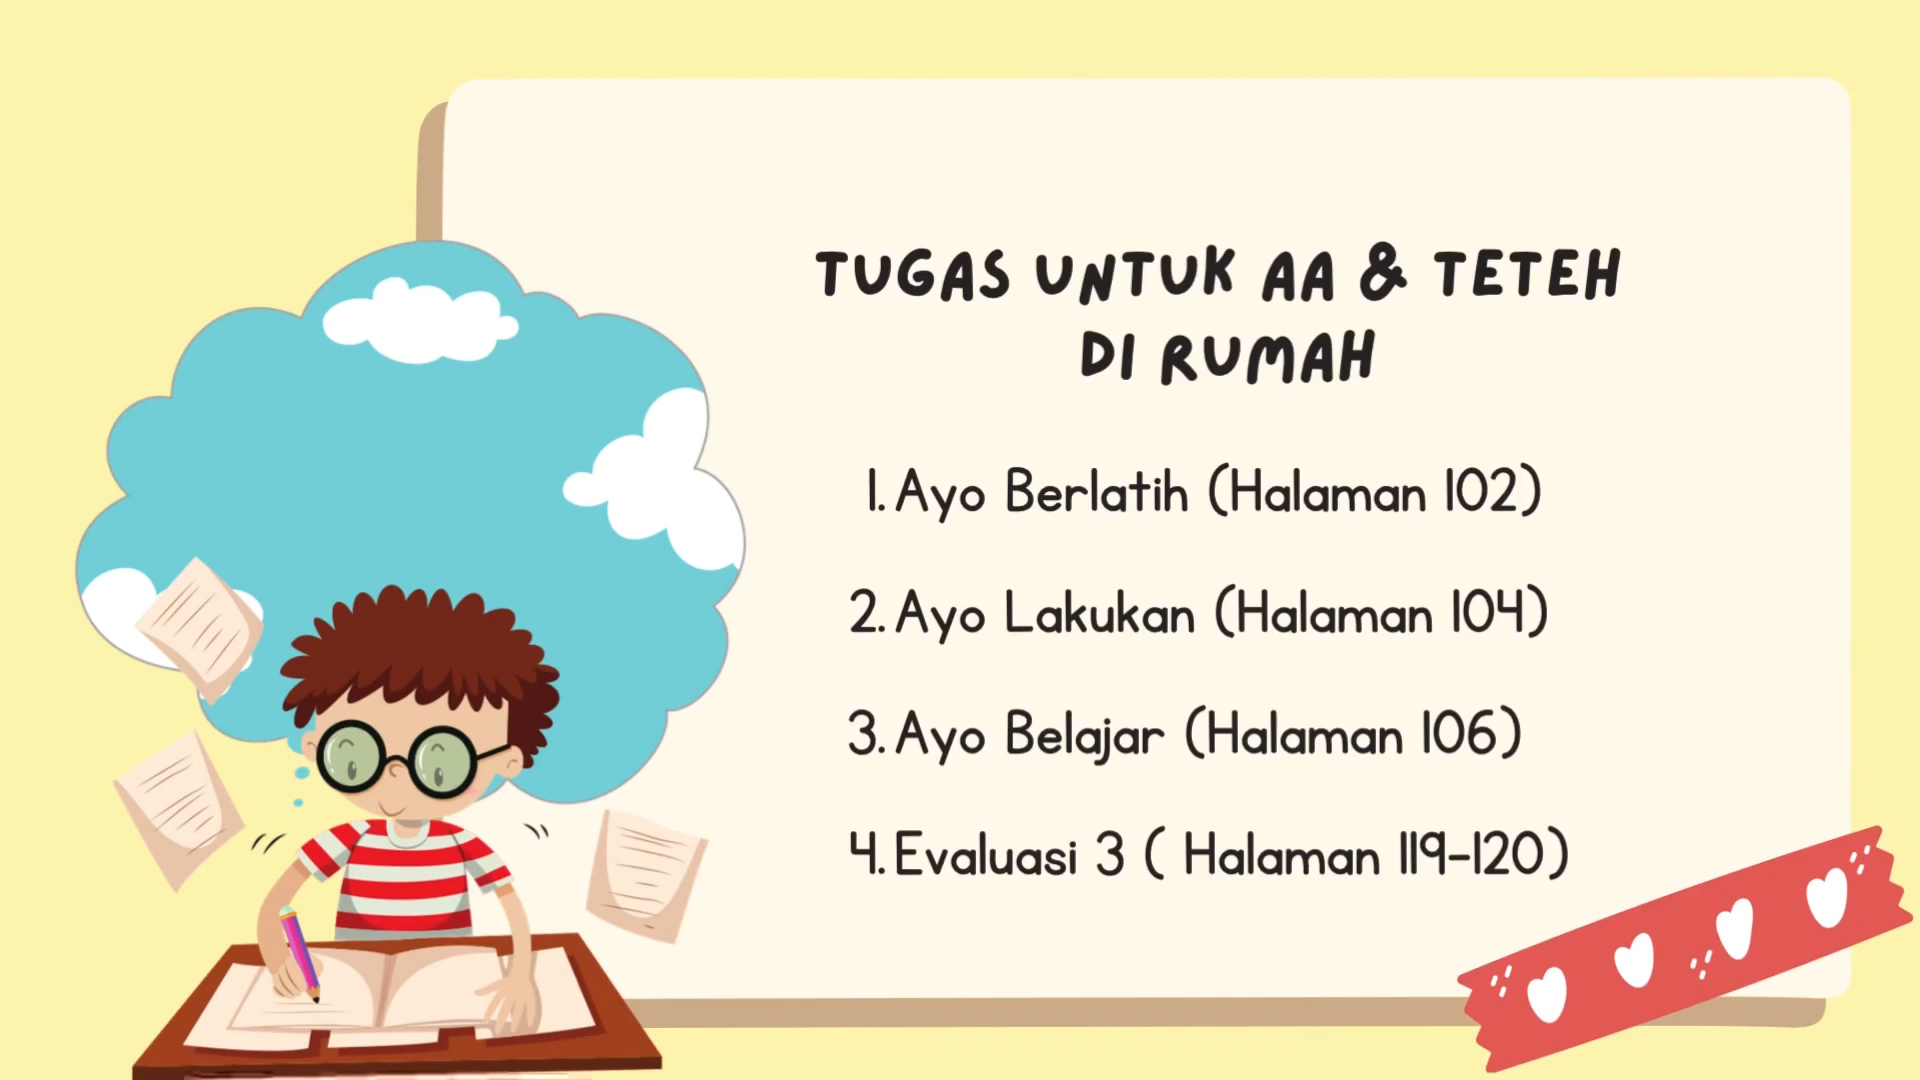 TUGAS UNTUK AA & TETEH
DI RUMAH
1. Ayo Berlatih (Halaman 102)
2. Ayo Lakukan (Halaman 104)
3. Ayo Belajar (Halaman 106)
4. Evaluasi 3 ( Halaman 119-120)